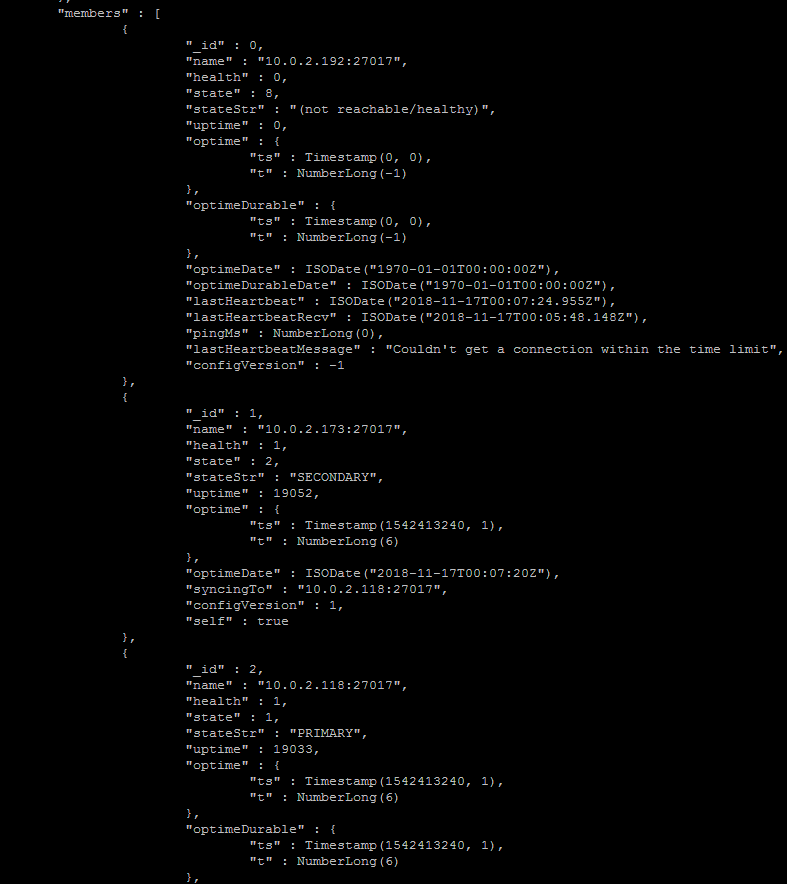 },
"members" : [
{
"_id" : 0,
"name" : "10.0.2.192:27017",
"health" : 0,
"state" : 8,
"stateStr" : "(not reachable/healthy)",
"uptime" : 0,
"optime" : {
"ts" : Timestamp(0, 0),
"t" : NumberLong(-1)
},
"optimeDurable" : {
"ts" : Timestamp(0, 0),
"t" : NumberLong(-1)
},
"optimeDate" : ISODate("1970-01-01T00:00:00Z"),
"optimeDurableDate" : ISODate("1970-01-01T00:00:00Z"),
"lastHeartbeat" : ISODate("2018-11-17T00:07:24.955Z"),
"lastHeartbeatRecv" : ISODate("2018-11-17T00:05:48.148Z"),
"pingMs" : NumberLong(0),
"lastHeartbeatMessage" : "Couldn't get a connection within the time limit",
"configVersion" : -1
},
{
"_id" : 1,
"name" : "10.0.2.173:27017",
"health" : 1,
"state" : 2,
"stateStr" : "SECONDARY",
"uptime" : 19052,
"optime" : {
"ts" : Timestamp(1542413240, 1),
"t" : NumberLong(6)
},
"optimeDate" : ISODate("2018-11-17T00:07:20Z"),
"syncingTo" : "10.0.2.118:27017",
"configVersion" : 1,
"self" : true
},
{
"_id" : 2,
"name" : "10.0.2.118:27017",
"health" : 1,
"state" : 1,
"stateStr" : "PRIMARY",
"uptime" : 19033,
"optime" : {
"ts" : Timestamp(1542413240, 1),
"t" : NumberLong(6)
},
"optimeDurable" : {
"ts" : Timestamp(1542413240, 1),
"t" : NumberLong(6)
},